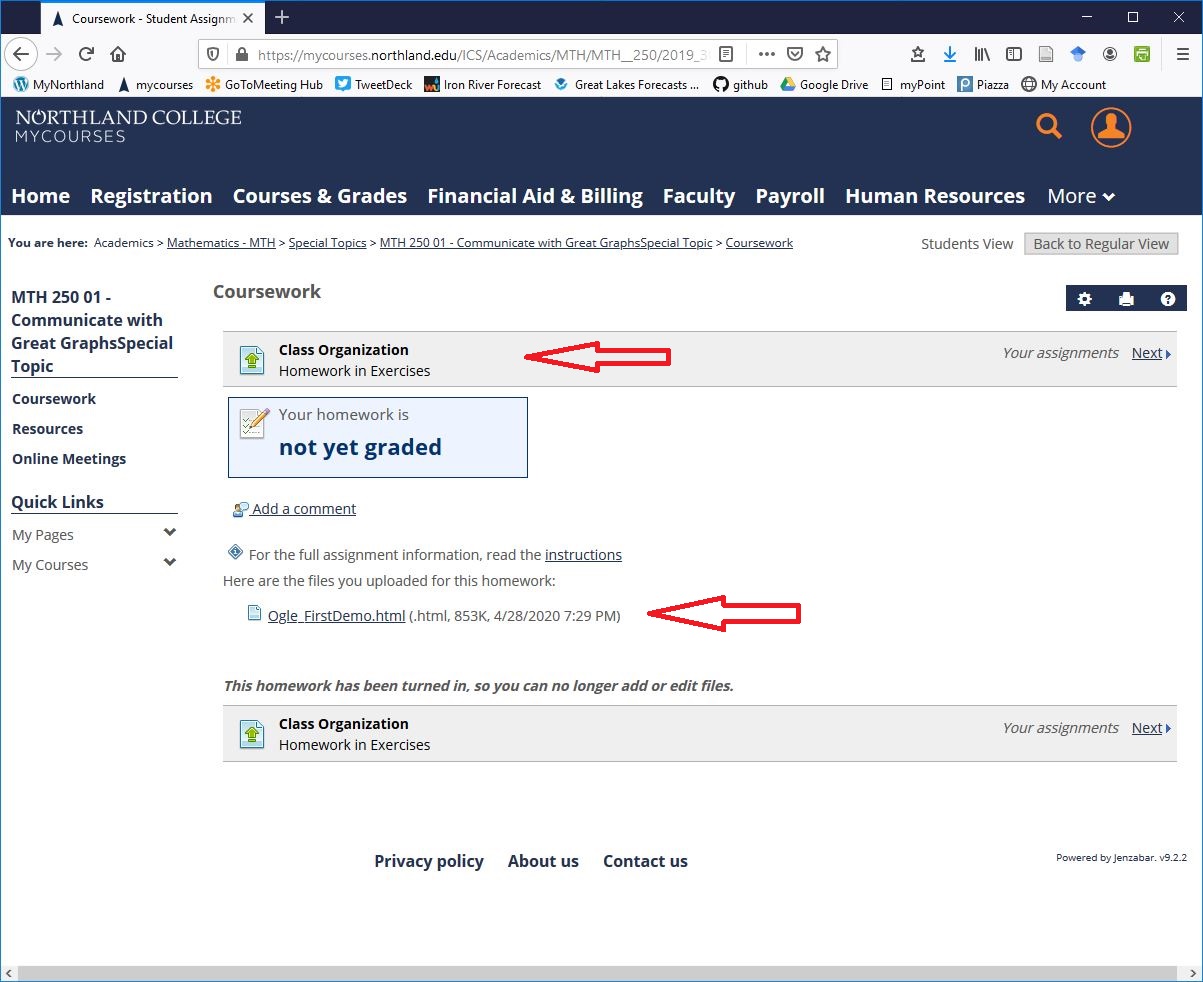 Coursework - Student Assignm
https://mycourses.northland.edu/ICS/Academics/MTH/MTH__250/2019_3
MyNorthland mycourses GoToMeeting Hub TweetDeck Iron River Forecast Great Lakes Forecasts ... github Google Drive myPoint Piazza My Account
NORTHLAND COLLEGE
MYCOURSES
Home Registration Courses & Grades Financial Aid & Billing Faculty Payroll Human Resources More
You are here: Academics > Mathematics - MTH > Special Topics > MTH 250 01 - Communicate with Great GraphsSpecial Topic > Coursework
Students View Back to Regular View
MTH 250 01 -
Communicate with
Great GraphsSpecial
Topic
Coursework
Resources
Online Meetings
Quick Links
My Pages
My Courses
Coursework
Class Organization
Homework in Exercises
Your assignments Next
Your homework is
not yet graded
Add a comment
For the full assignment information, read the instructions
Here are the files you uploaded for this homework:
Ogle_FirstDemo.html (.html, 853K, 4/28/2020 7:29 PM)
This homework has been turned in, so you can no longer add or edit files.
Class Organization
Homework in Exercises
Your assignments Next
Privacy policy About us Contact us
Powered by Jenzabar. v9.2.2